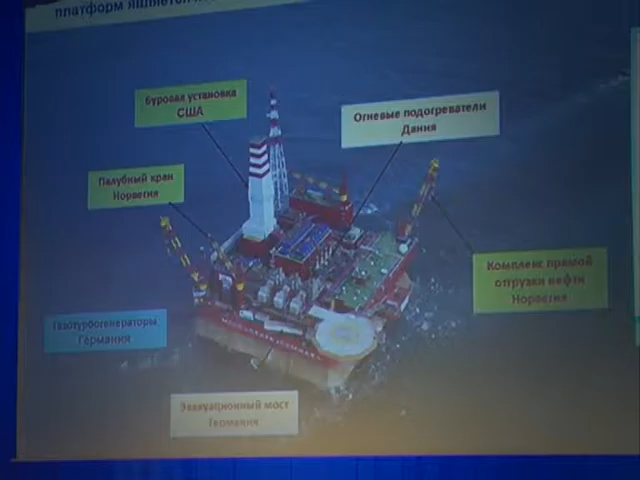 платформ является
Буровая установка
США
Огневые подогреватели
Дания
Палубный кран
Норвегия
Комплекс прямой
отгрузки нефти
Норвегия
Газотурбогенераторы
Германия
Эвакуационный мост
Германия